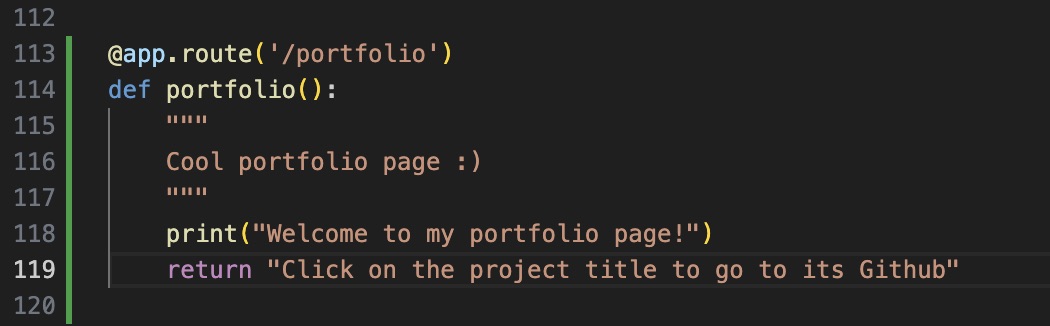 112
113 @app.route('/portfolio')
114 def portfolio():
115 """
116 Cool portfolio page :)
117 """
118 print("Welcome to my portfolio page!")
119 return "Click on the project title to go to its Github"
120